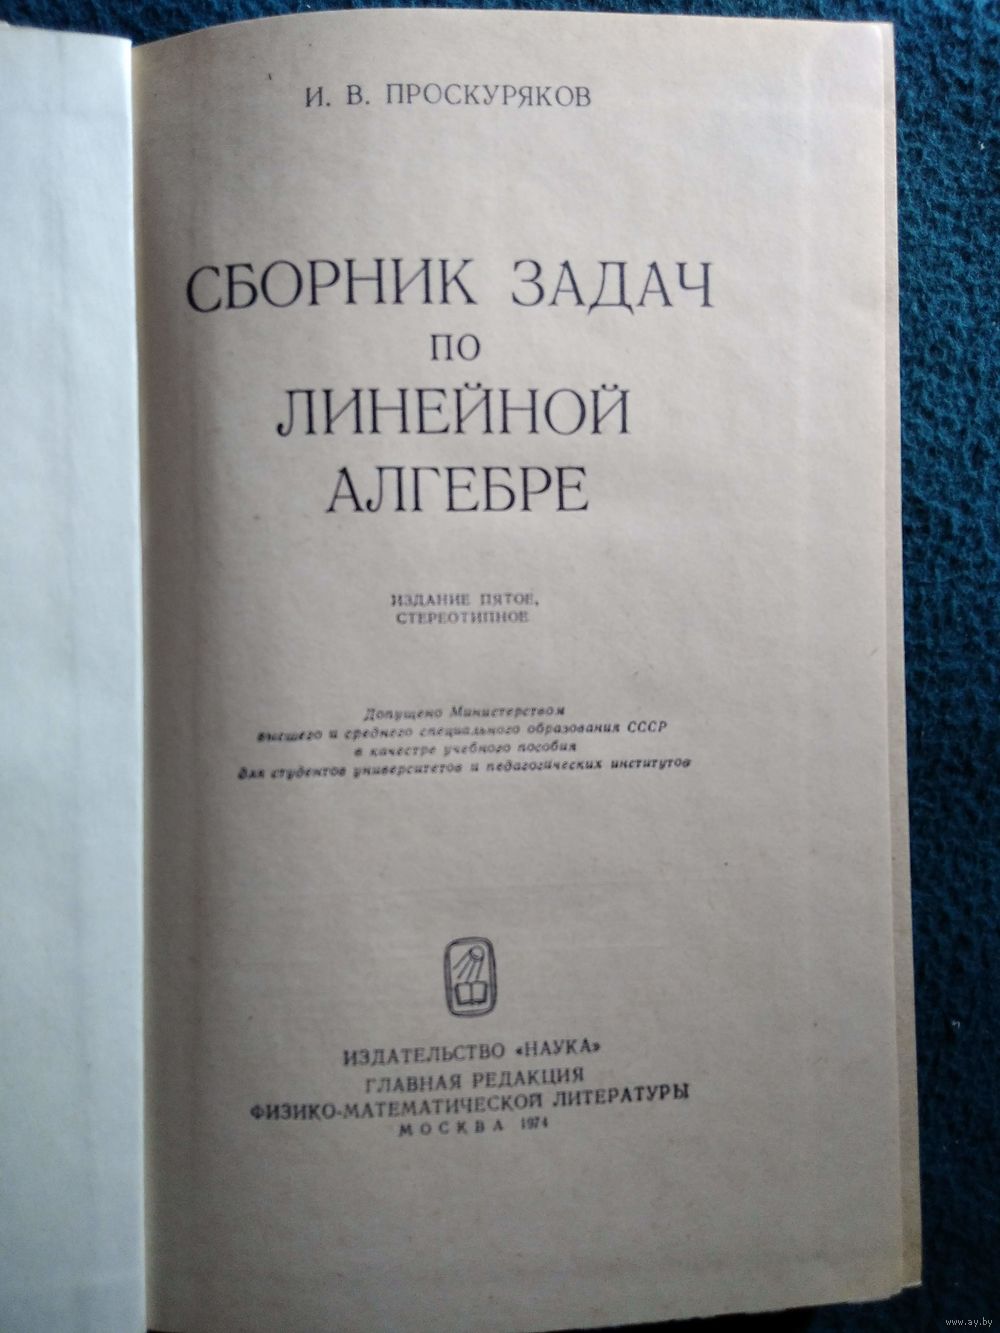 И. В. ПРОСКУРЯКОВ
СБОРНИК ЗАДАЧ
ПО
ЛИНЕЙНОЙ
АЛГЕБРЕ
ИЗДАНИЕ ПЯТОЕ,
СТЕРЕОТИПНОЕ
Допущено Министерством
высшего и среднего специального образования СССР
в качестве учебного пособия
для студентов университетов и педагогических институтов
ИЗДАТЕЛЬСТВО «НАУКА»
ГЛАВНАЯ РЕДАКЦИЯ
ФИЗИКО-МАТЕМАТИЧЕСКОЙ ЛИТЕРАТУРЫ
МОСКВА 1974
www.ay.by